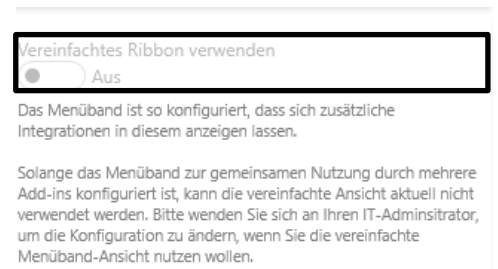 Vereinfachtes Ribbon verwenden
Aus
Das Menüband ist so konfiguriert, dass sich zusätzliche
Integrationen in diesem anzeigen lassen.
Solange das Menüband zur gemeinsamen Nutzung durch mehrere
Add-ins konfiguriert ist, kann die vereinfachte Ansicht aktuell nicht
verwendet werden. Bitte wenden Sie sich an Ihren IT-Adminsitrator,
um die Konfiguration zu ändern, wenn Sie die vereinfachte
Menüband-Ansicht nutzen wollen.